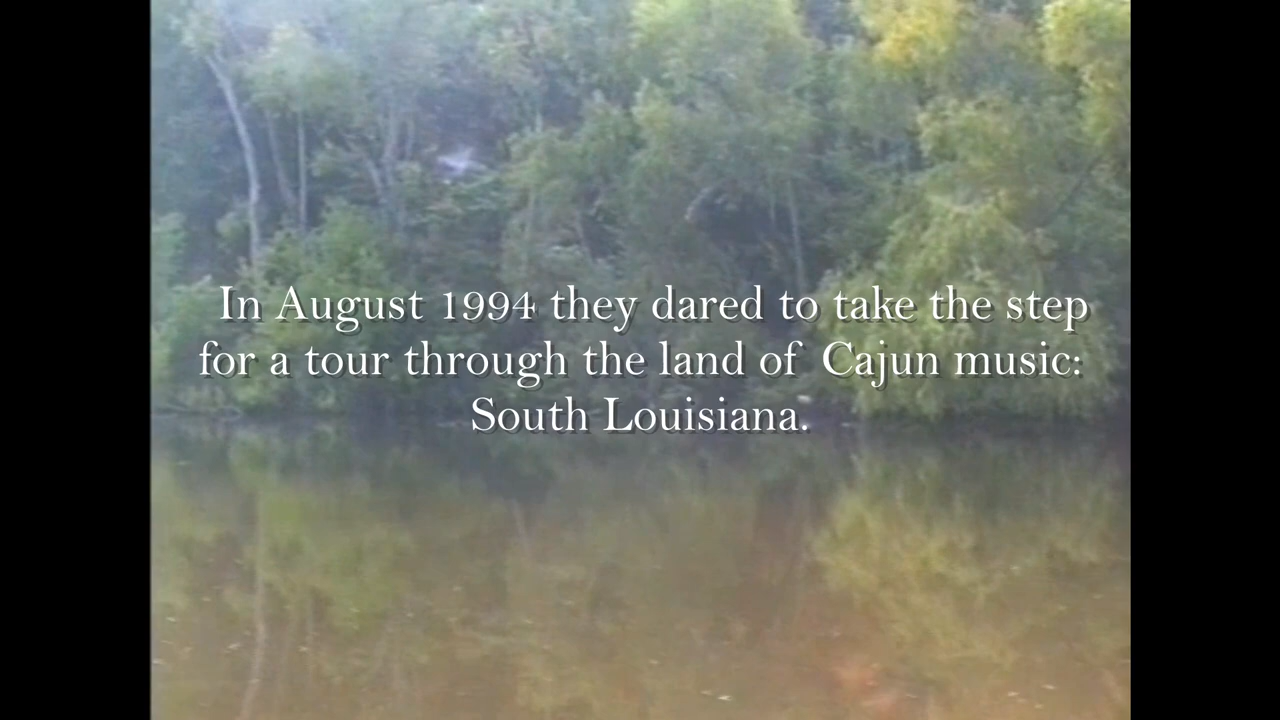 In August 1994 they dared to take the step
for a tour through the land of Cajun music:
South Louisiana.